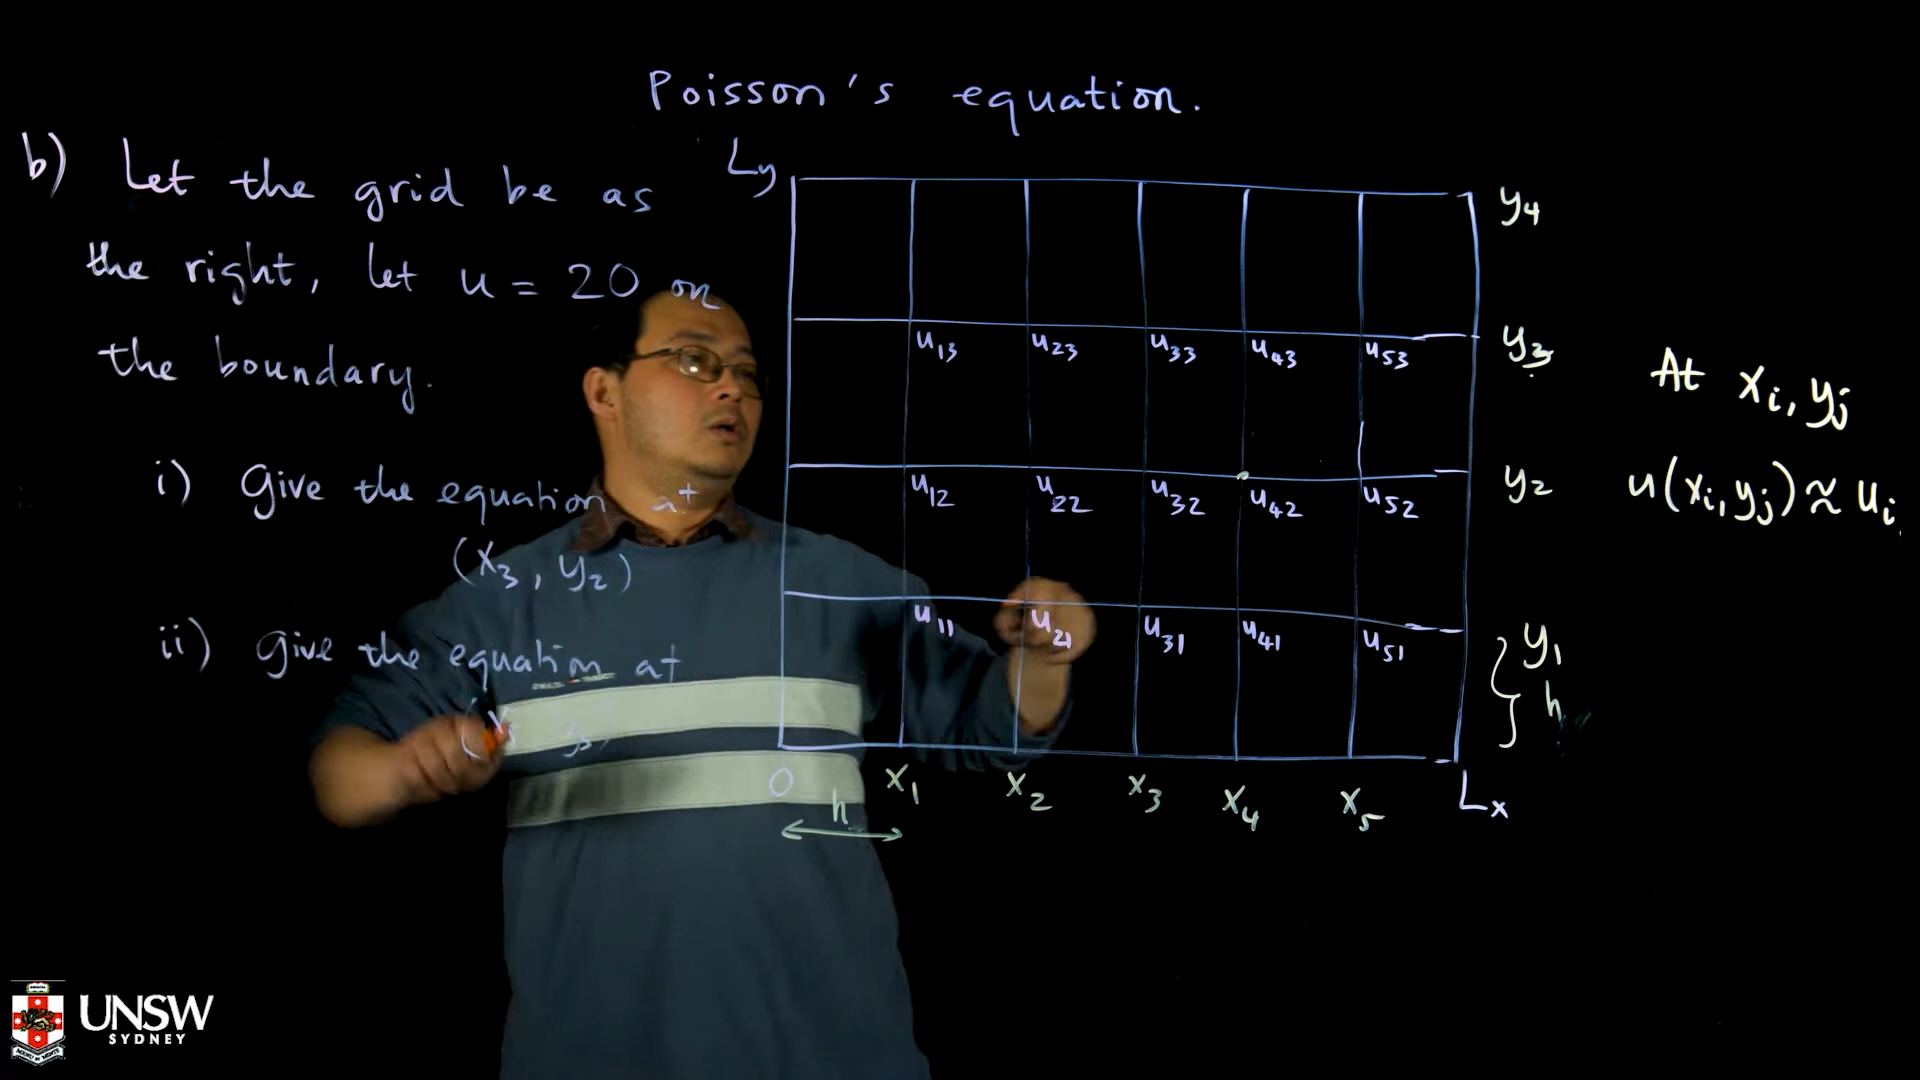 Poisson's equation.
b) Let the grid be as
the right, let u = 20 on
the boundary.
i) Give the equation at
(x₃, y₂)
ii) give the equation at
Ly
y₄
u₁₃ u₂₃ u₃₃ u₄₃ u₅₃ y₃
u₁₂ u₂₂ u₃₂ u₄₂ u₅₂ y₂
u₁₁ u₂₁ u₃₁ u₄₁ u₅₁ y₁
h
0 x₁ x₂ x₃ x₄ x₅ Lx
h
At xᵢ, yⱼ
u(xᵢ, yⱼ) ≈ uᵢ
UNSW
SYDNEY